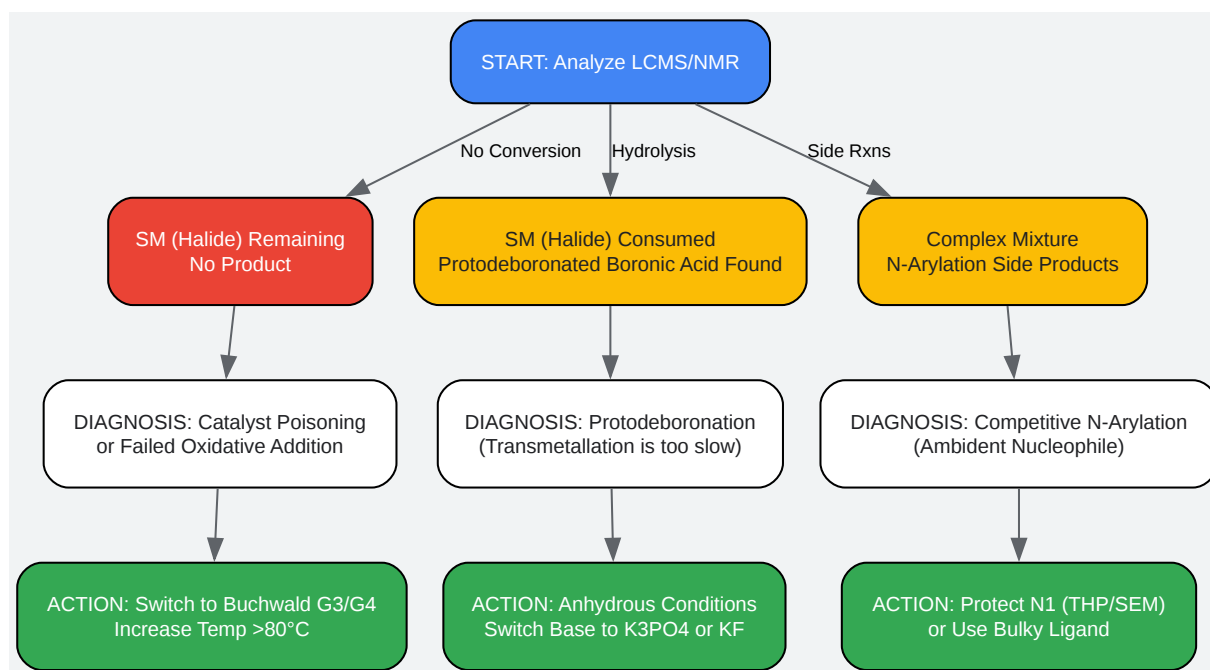 START: Analyze LCMS/NMR
No Conversion
Hydrolysis
Side Rxns
SM (Halide) Remaining
No Product
SM (Halide) Consumed
Protodeboronated Boronic Acid Found
Complex Mixture
N-Arylation Side Products
DIAGNOSIS: Catalyst Poisoning
or Failed Oxidative Addition
DIAGNOSIS: Protodeboronation
(Transmetallation is too slow)
DIAGNOSIS: Competitive N-Arylation
(Ambident Nucleophile)
ACTION: Switch to Buchwald G3/G4
Increase Temp >80°C
ACTION: Anhydrous Conditions
Switch Base to K3PO4 or KF
ACTION: Protect N1 (THP/SEM)
or Use Bulky Ligand